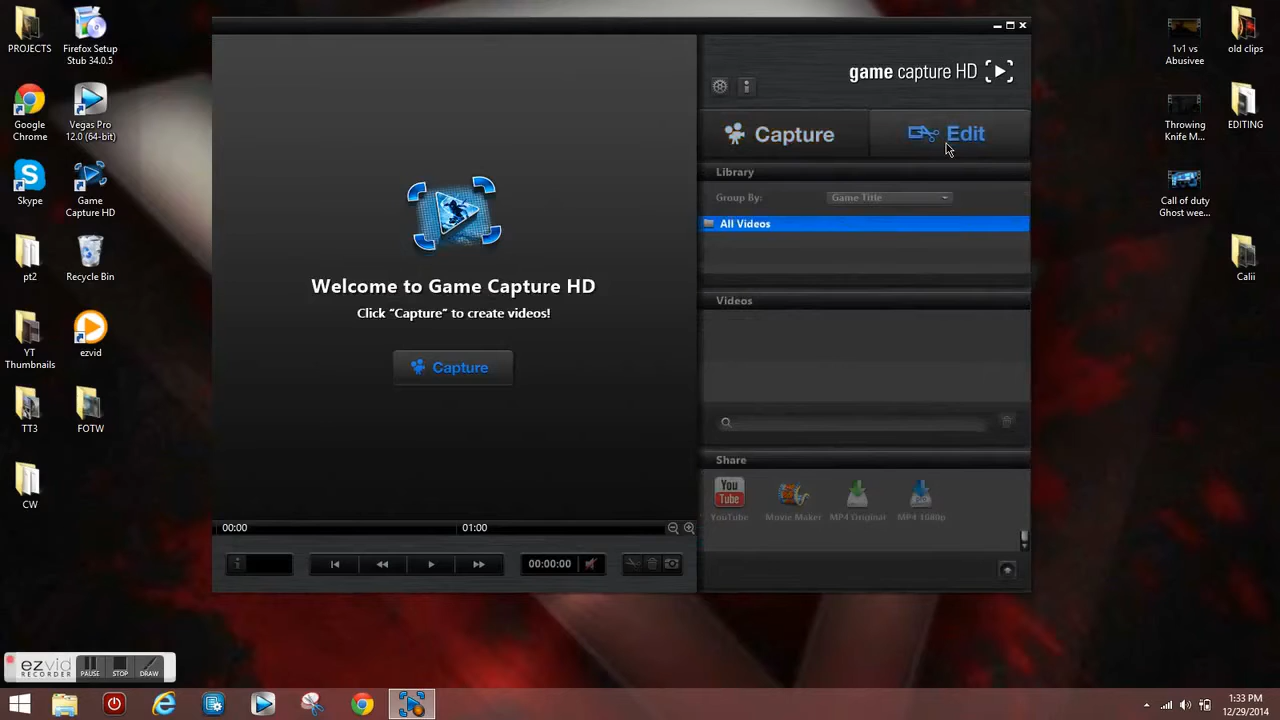 PROJECTS
Firefox Setup
Stub 34.0.5
Google
Chrome
Vegas Pro
12.0 (64-bit)
Skype
Game
Capture HD
pt2
Recycle Bin
YT
Thumbnails
ezvid
TT3
FOTW
CW
game capture HD
Capture
Edit
Library
Group By:
Game Title
All Videos
Videos
Share
You
Tube
YouTube
Movie Maker
MP4 Original
MP4 1080p
Welcome to Game Capture HD
Click "Capture" to create videos!
Capture
00:00
01:00
00:00:00
1v1 vs
Abusivee
old clips
Throwing
Knife M...
EDITING
Call of duty
Ghost wee...
Calii
ezvid
RECORDER
PAUSE
STOP
DRAW
1:33 PM
12/29/2014